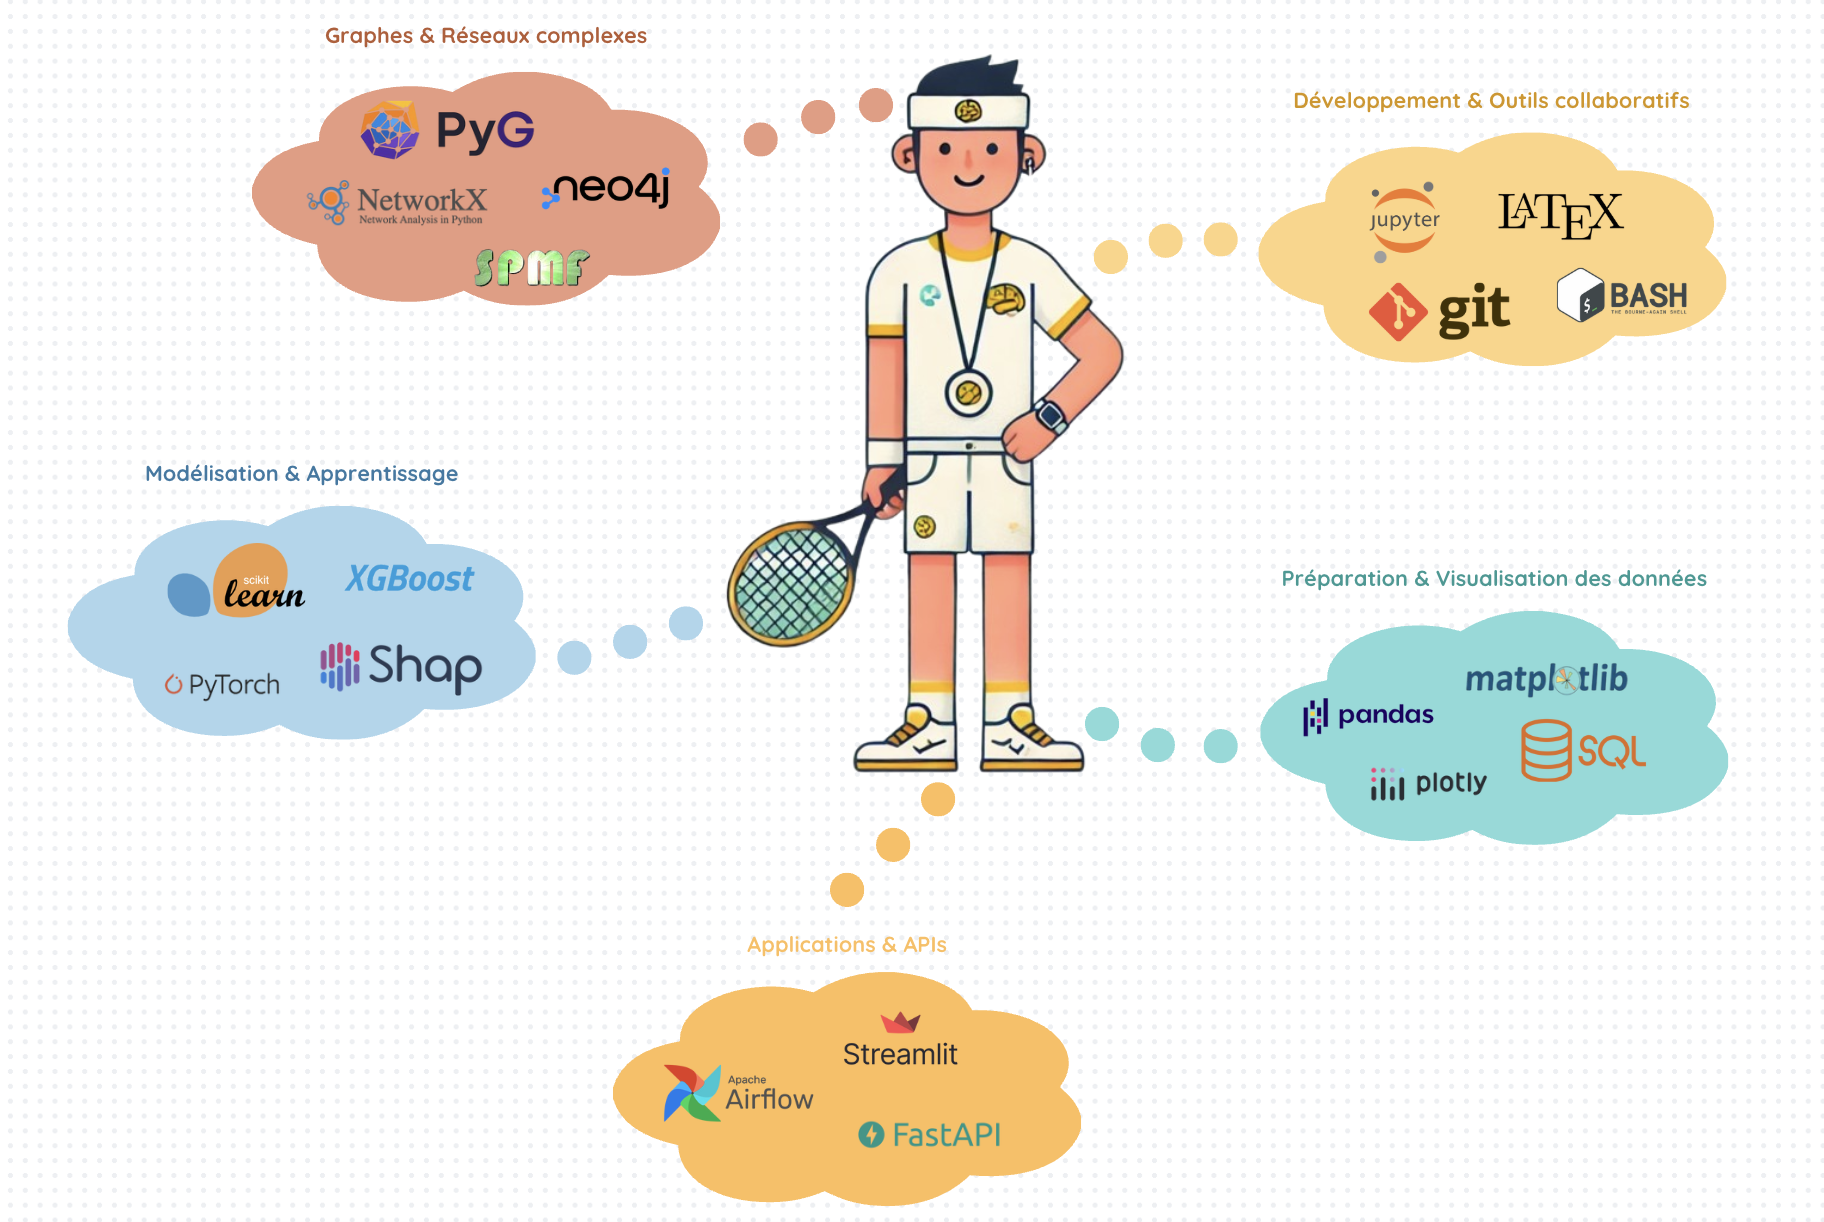 Graphes & Réseaux complexes
PyG
NetworkX
Network Analysis in Python
neo4j
SPMF
Développement & Outils collaboratifs
jupyter
LATEX
git
$_
BASH
THE BOURNE-AGAIN SHELL
Modélisation & Apprentissage
scikit
learn
XGBoost
PyTorch
Shap
Préparation & Visualisation des données
matplotlib
pandas
SQL
plotly
Applications & APIs
Streamlit
Apache
Airflow
FastAPI